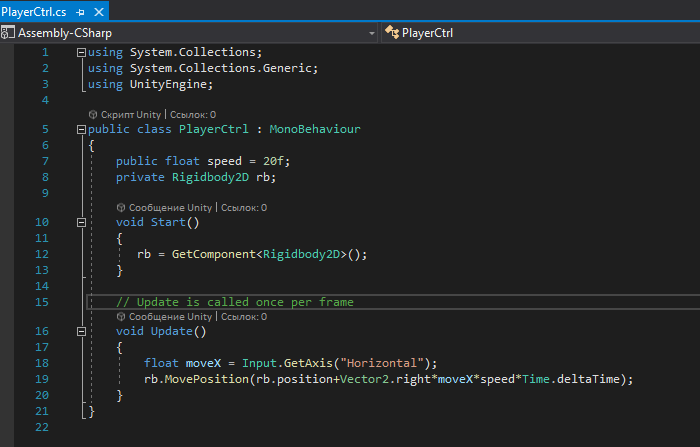 PlayerCtrl.cs
Assembly-CSharp PlayerCtrl
1 using System.Collections;
2 using System.Collections.Generic;
3 using UnityEngine;
4
Скрипт Unity | Ссылок: 0
5 public class PlayerCtrl : MonoBehaviour
6 {
7 public float speed = 20f;
8 private Rigidbody2D rb;
9
Сообщение Unity | Ссылок: 0
10 void Start()
11 {
12 rb = GetComponent<Rigidbody2D>();
13 }
14
15 // Update is called once per frame
Сообщение Unity | Ссылок: 0
16 void Update()
17 {
18 float moveX = Input.GetAxis("Horizontal");
19 rb.MovePosition(rb.position+Vector2.right*moveX*speed*Time.deltaTime);
20 }
21 }
22